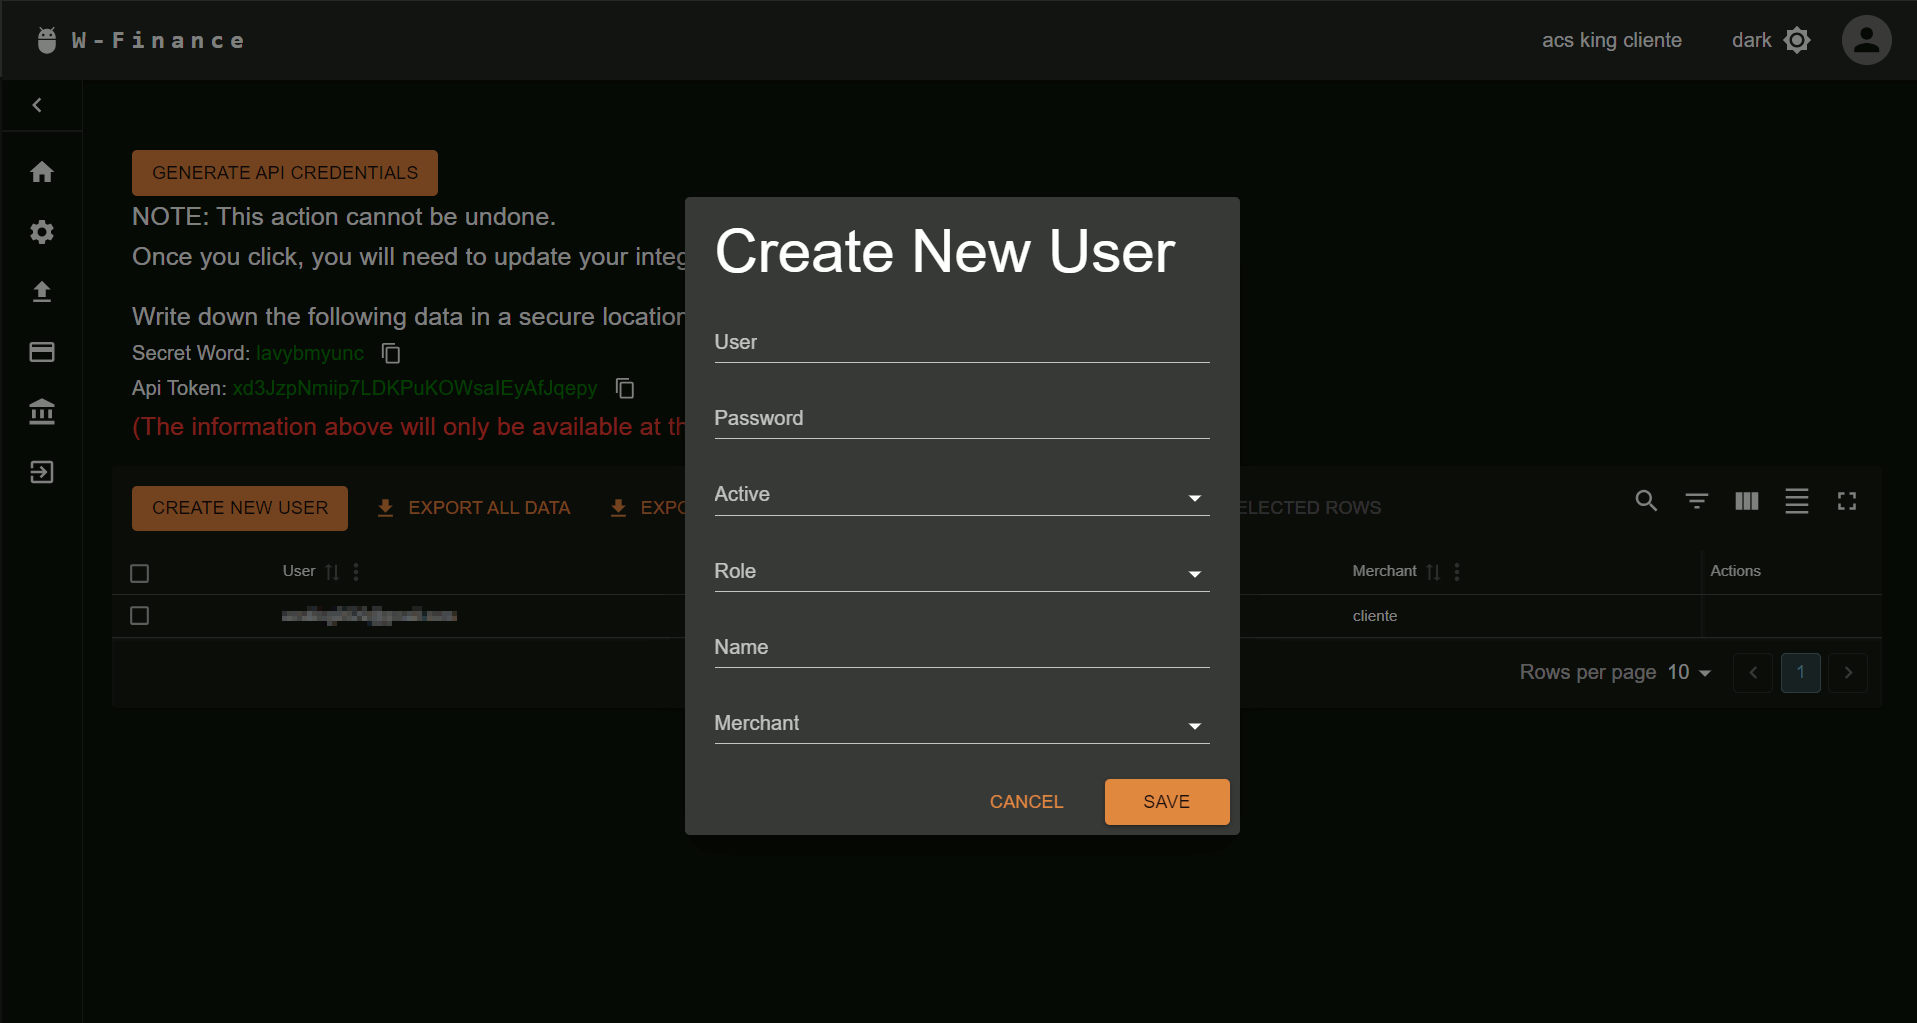 W-Finance
acs king cliente
dark
GENERATE API CREDENTIALS
NOTE: This action cannot be undone.
Once you click, you will need to update your integ
Write down the following data in a secure location
Secret Word: lavybmyunc
Api Token: xd3JzpNmiip7LDKPuKOWsalEyAfJqepy
(The information above will only be available at th
Create New User
User
Password
Active
Role
Name
Merchant
CANCEL
SAVE
CREATE NEW USER
EXPORT ALL DATA
EXPO
ELECTED ROWS
User
Merchant
Actions
cliente
Rows per page 10
1